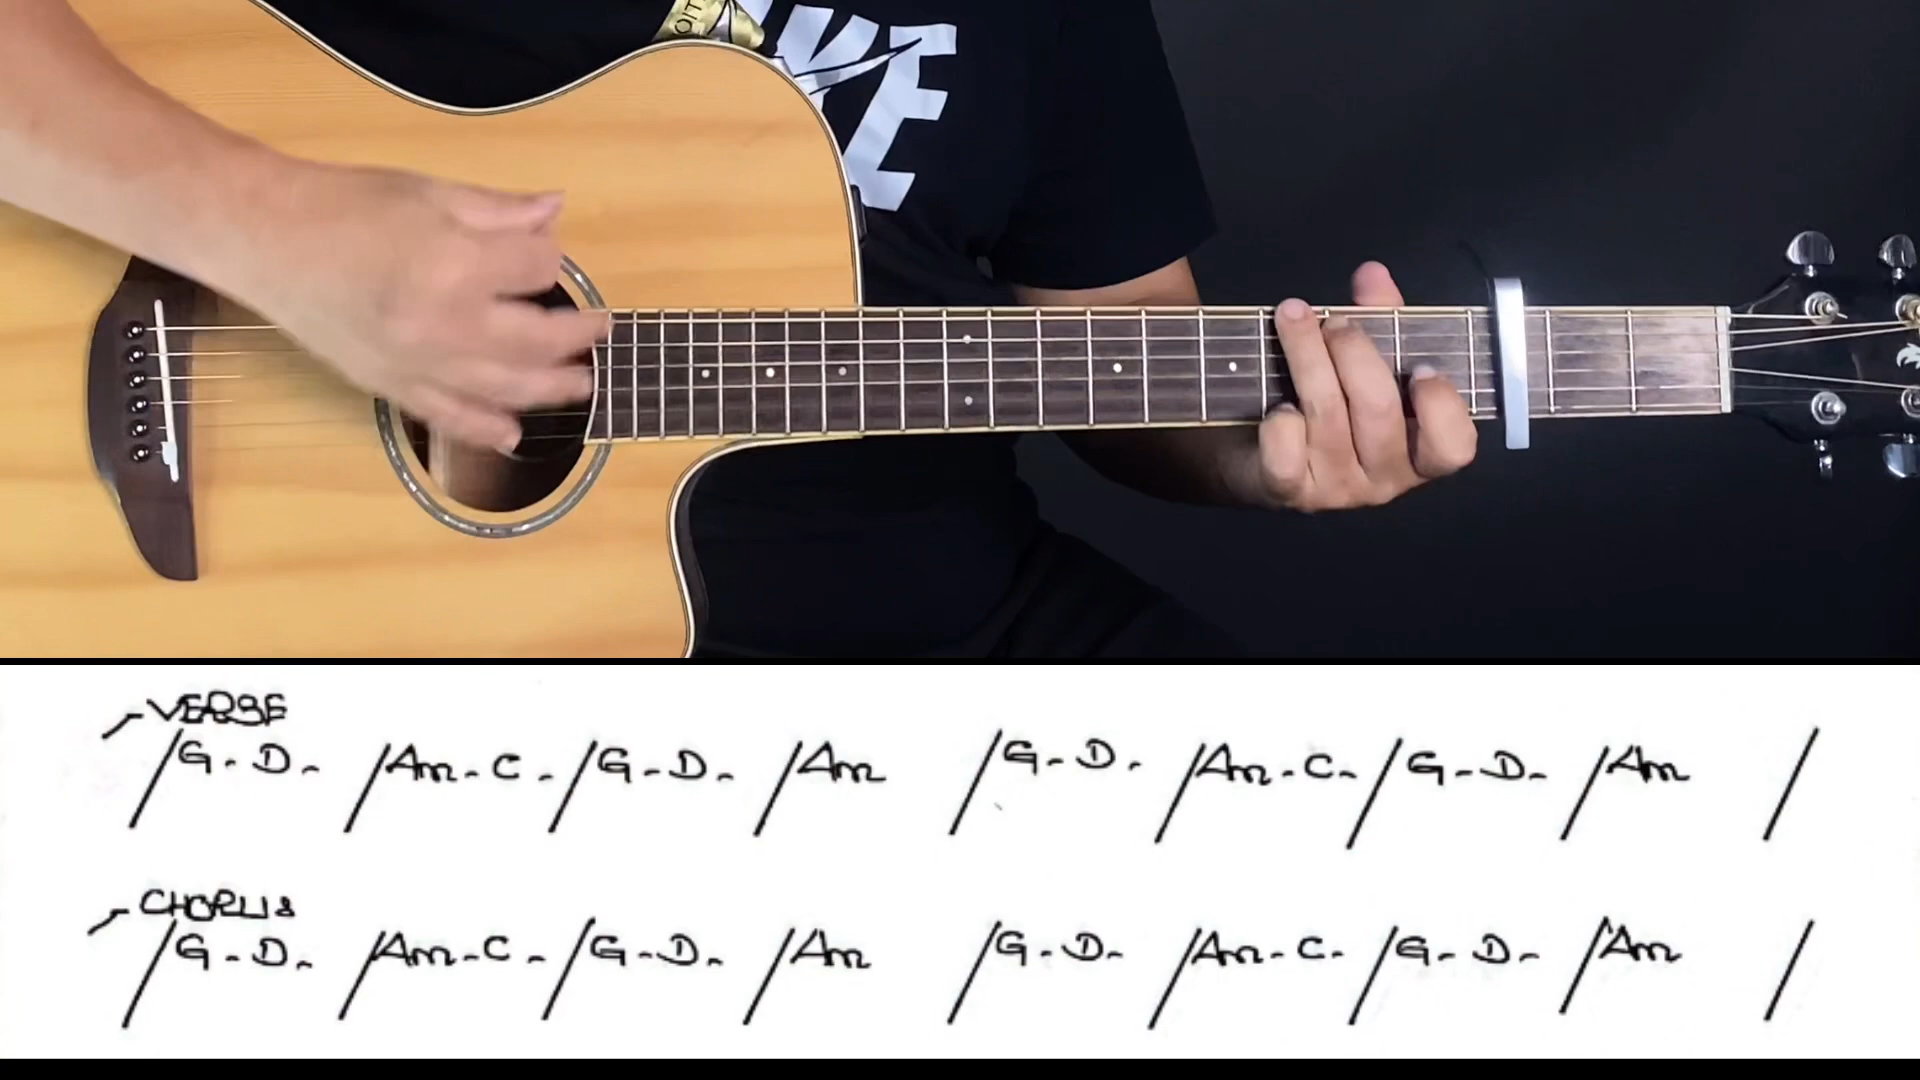 VERSE
/G - D - /Am - C - /G - D - /Am /G - D - /Am - C - /G - D - /Am /
CHORUS
/G - D - /Am - C - /G - D - /Am /G - D - /Am - C - /G - D - /Am /